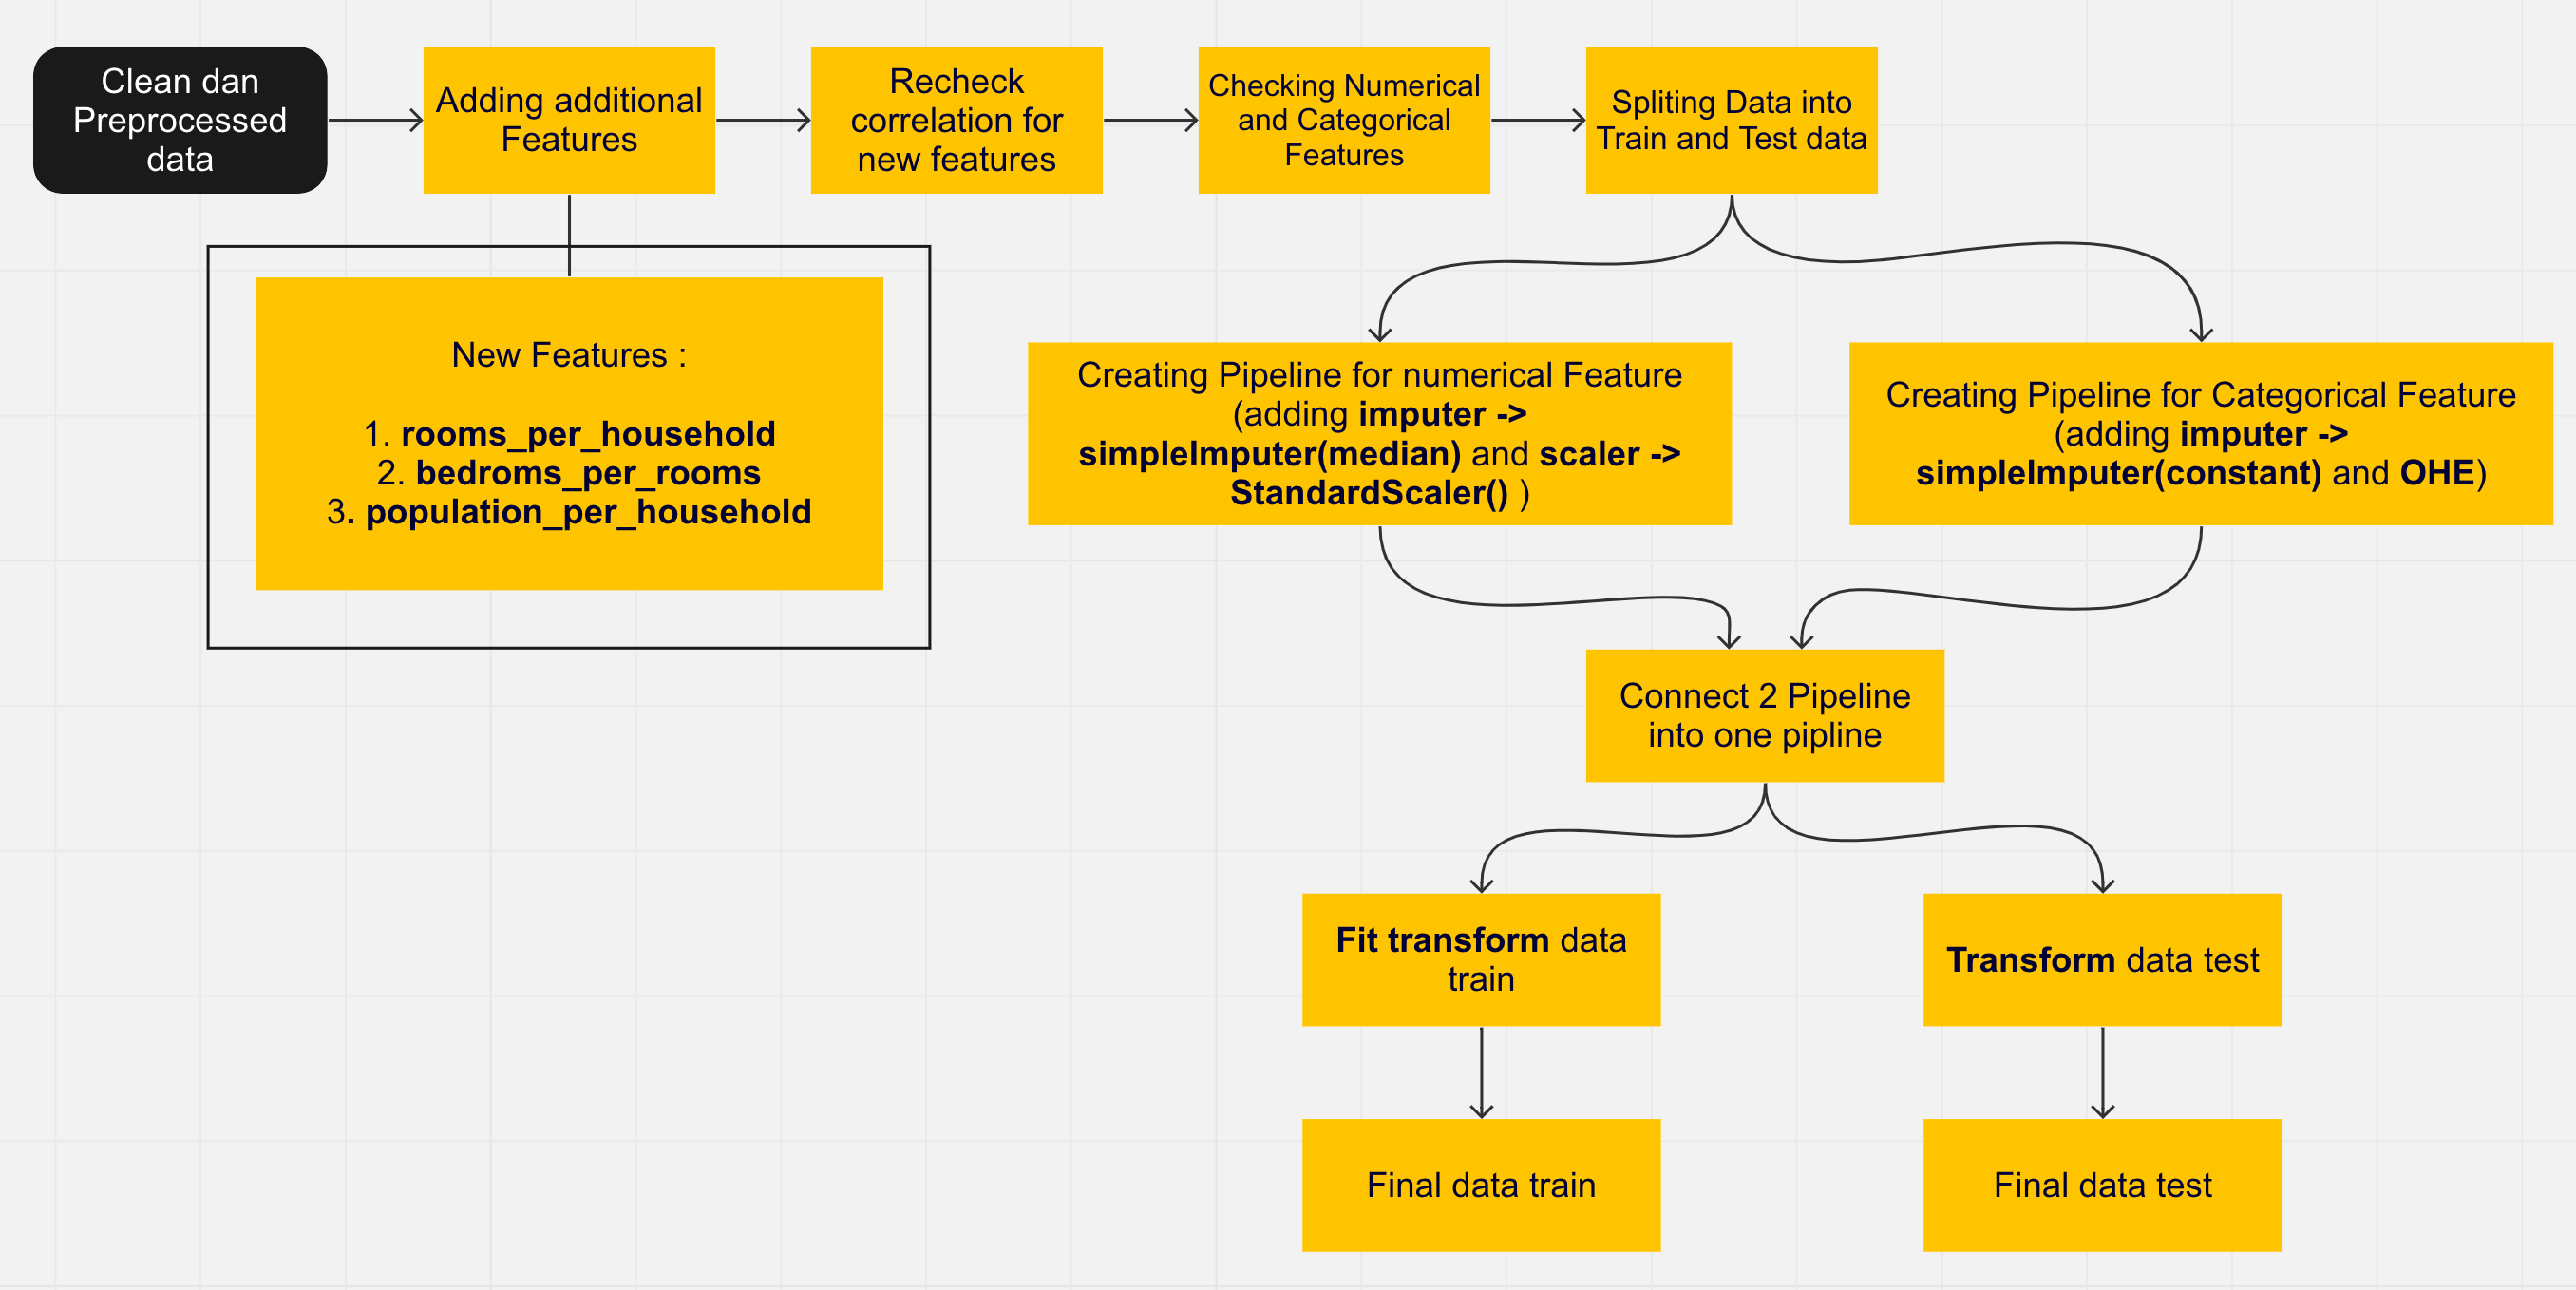 Clean dan
Preprocessed
data
Adding additional
Features
Recheck
correlation for
new features
Checking Numerical
and Categorical
Features
Spliting Data into
Train and Test data
New Features :
1. rooms_per_household
2. bedroms_per_rooms
3. population_per_household
Creating Pipeline for numerical Feature
(adding imputer ->
simpleImputer(median) and scaler ->
StandardScaler() )
Creating Pipeline for Categorical Feature
(adding imputer ->
simpleImputer(constant) and OHE)
Connect 2 Pipeline
into one pipline
Fit transform data
train
Transform data test
Final data train
Final data test